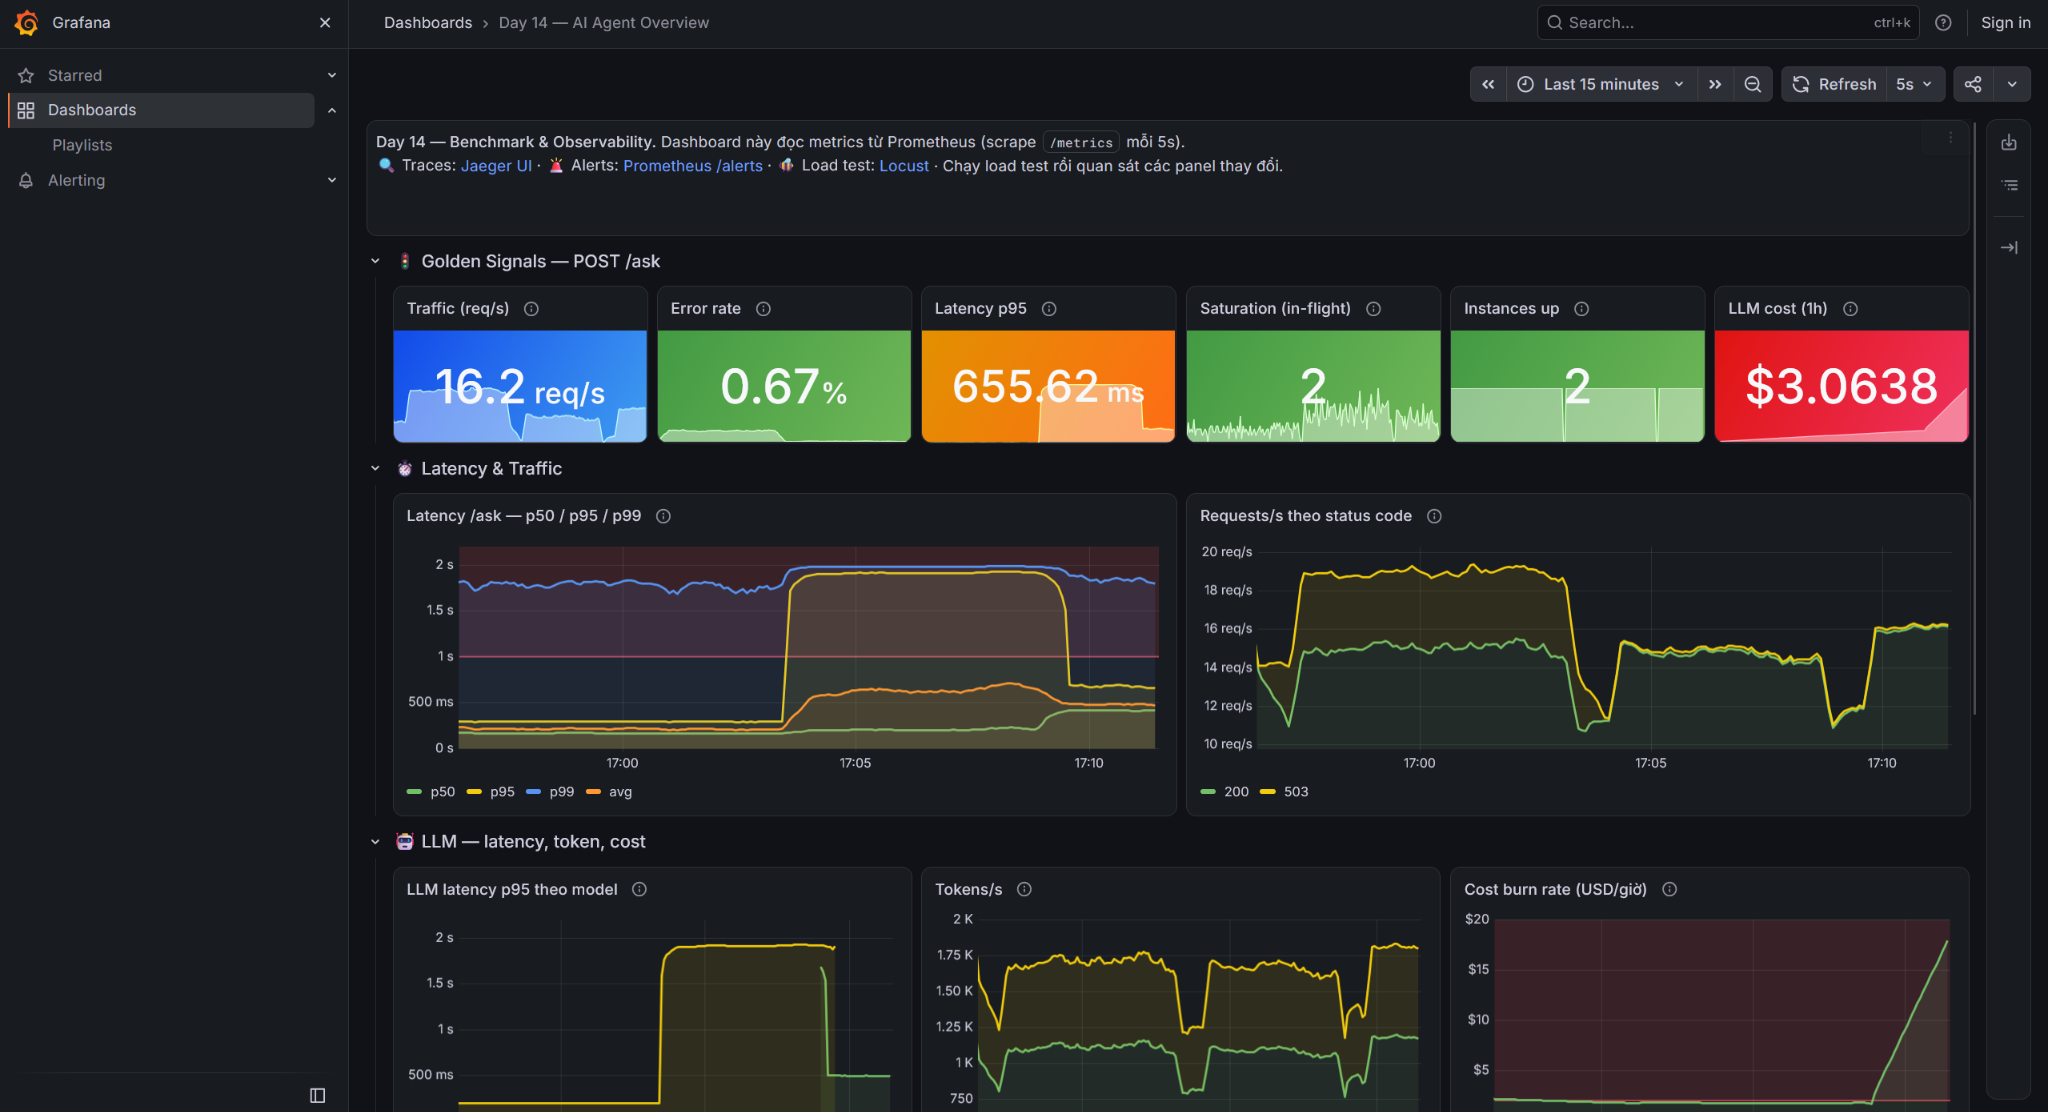 Grafana
Dashboards › Day 14 — AI Agent Overview
Search...
ctrl+k
Sign in
Starred
Dashboards
Playlists
Alerting
Last 15 minutes
Refresh
5s
Day 14 — Benchmark & Observability. Dashboard này đọc metrics từ Prometheus (scrape /metrics mỗi 5s).
Traces: Jaeger UI · Alerts: Prometheus /alerts · Load test: Locust · Chạy load test rồi quan sát các panel thay đổi.
Golden Signals — POST /ask
Traffic (req/s)
16.2 req/s
Error rate
0.67%
Latency p95
655.62 ms
Saturation (in-flight)
2
Instances up
2
LLM cost (1h)
$3.0638
Latency & Traffic
Latency /ask — p50 / p95 / p99
2 s
1.5 s
1 s
500 ms
0 s
17:00
17:05
17:10
p50 p95 p99 avg
Requests/s theo status code
20 req/s
18 req/s
16 req/s
14 req/s
12 req/s
10 req/s
17:00
17:05
17:10
200 503
LLM — latency, token, cost
LLM latency p95 theo model
2 s
1.5 s
1 s
500 ms
Tokens/s
2 K
1.75 K
1.50 K
1.25 K
1 K
750
Cost burn rate (USD/giờ)
$20
$15
$10
$5